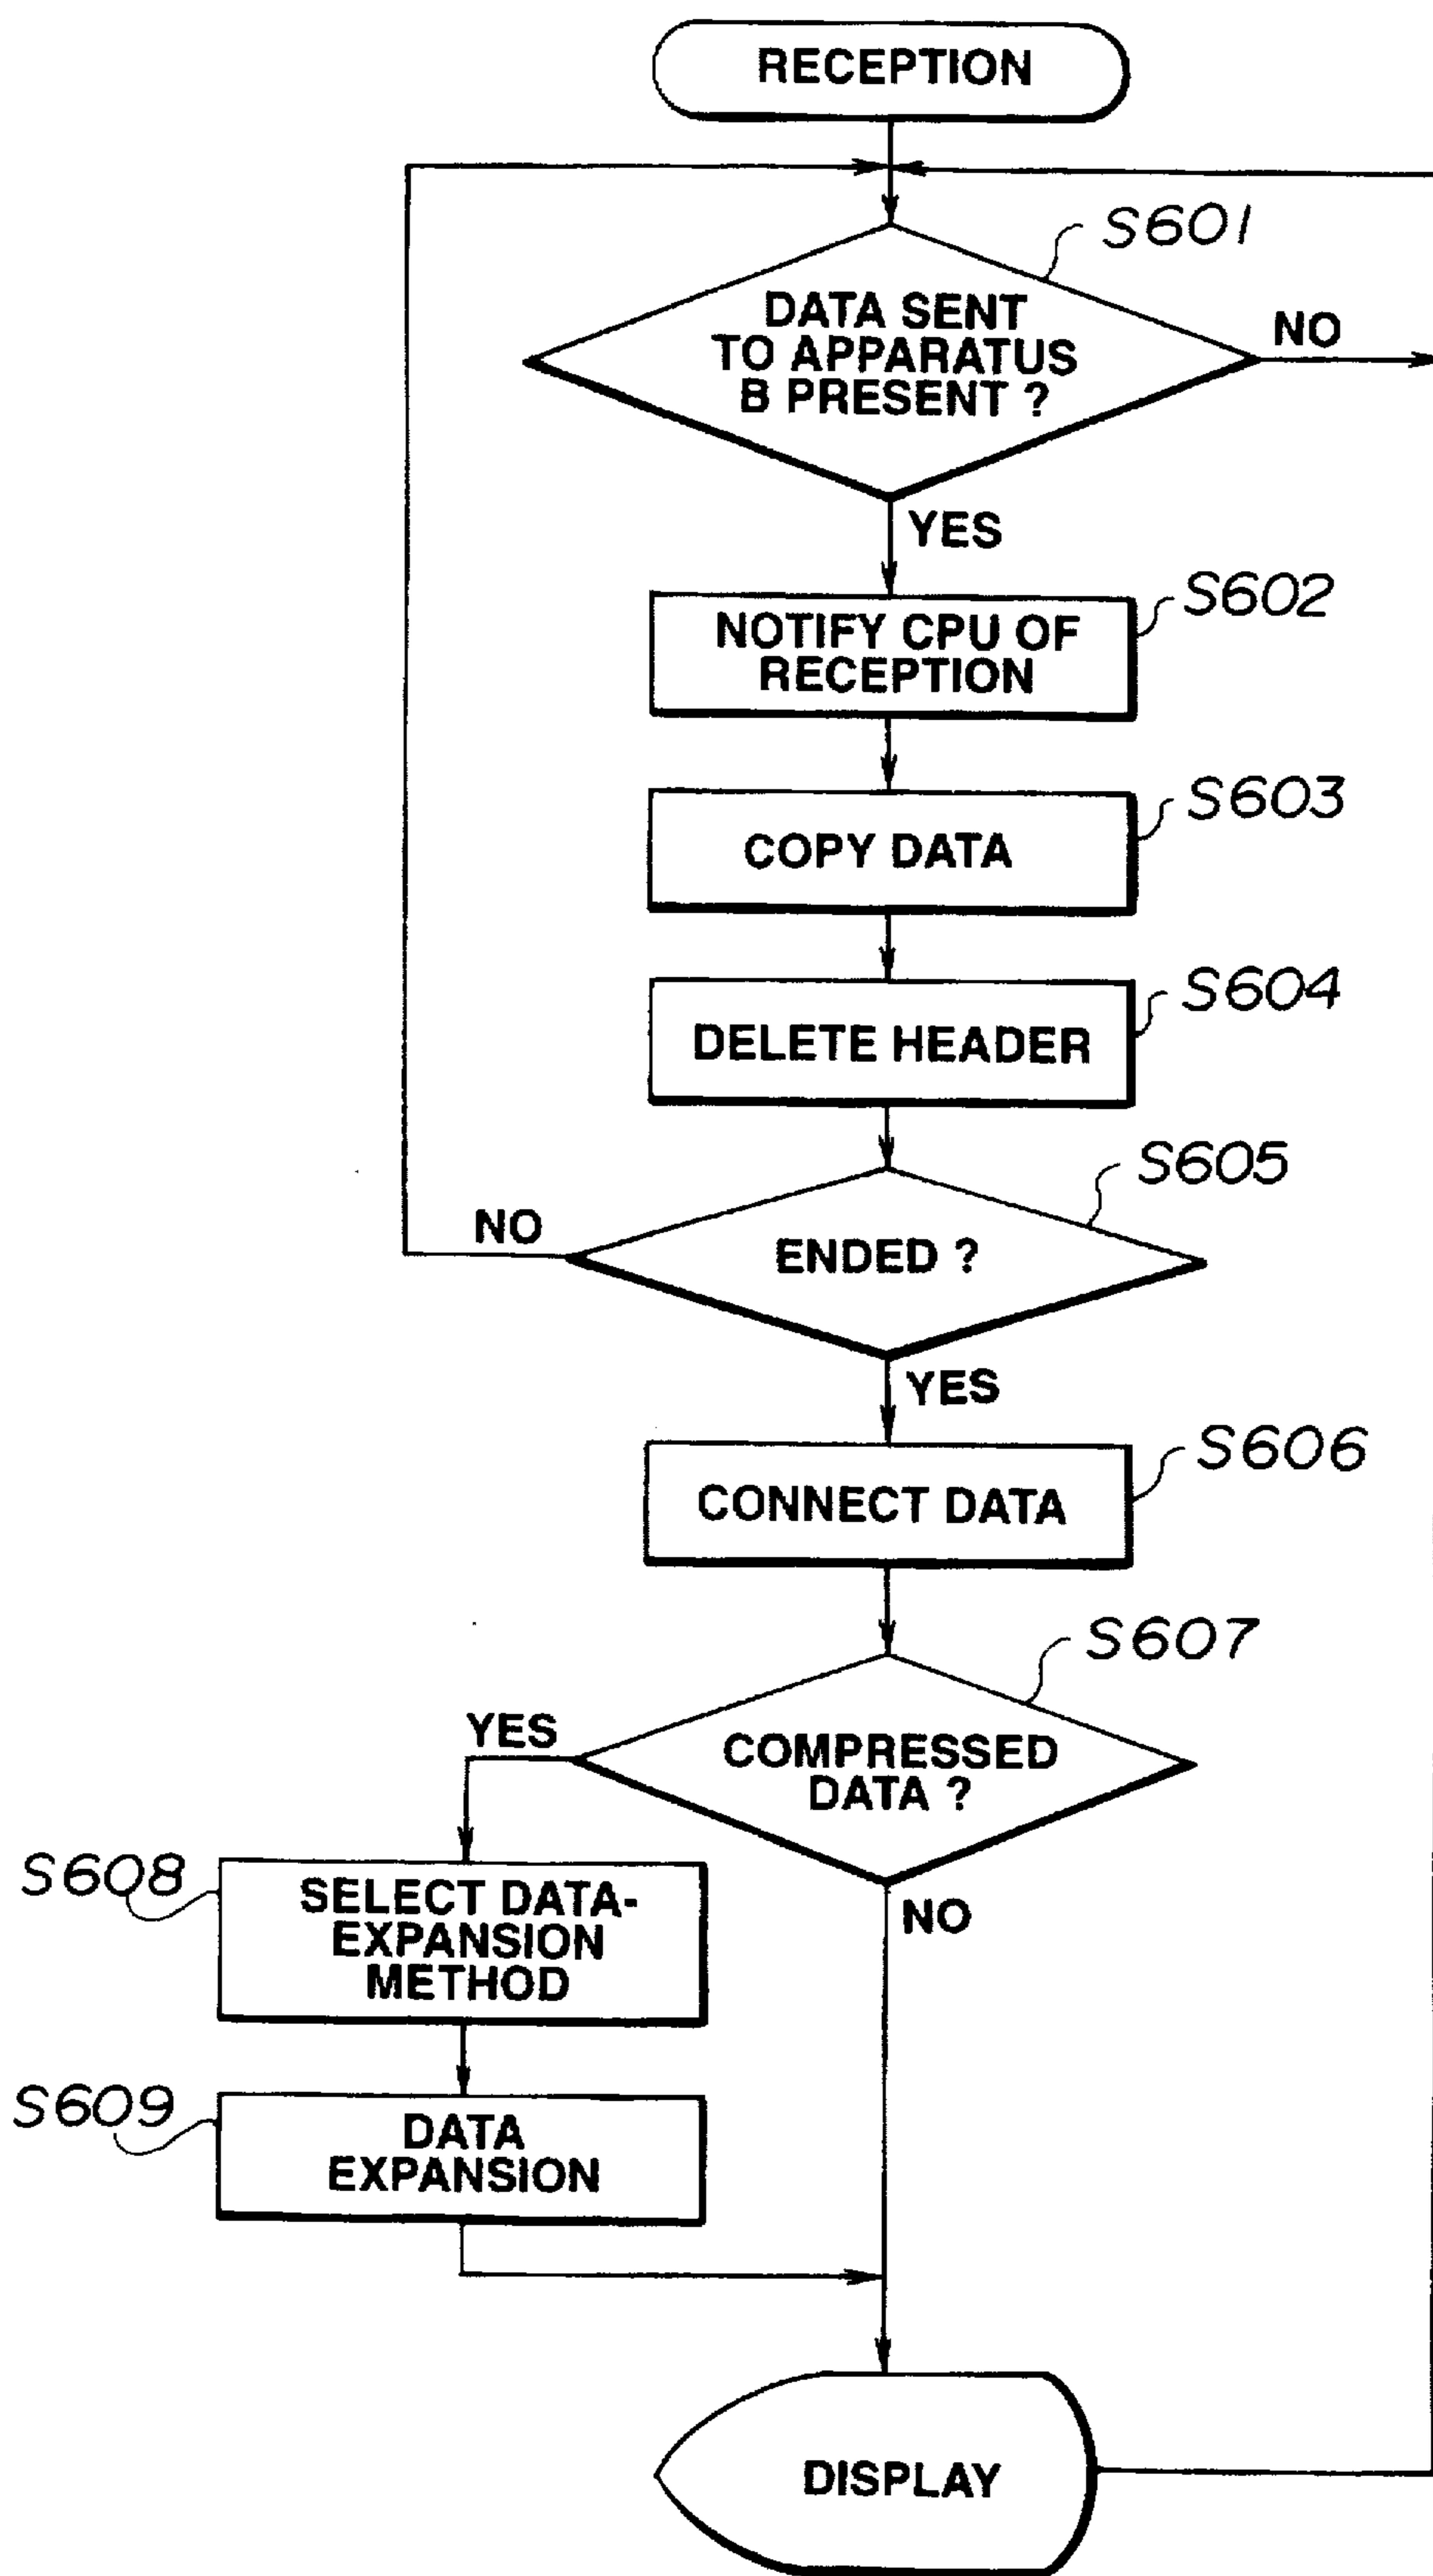 RECEPTION
S601
DATA SENT
TO APPARATUS
B PRESENT ?
NO
YES
S602
NOTIFY CPU OF
RECEPTION
S603
COPY DATA
S604
DELETE HEADER
S605
NO
ENDED ?
YES
S606
CONNECT DATA
S607
YES
COMPRESSED
DATA ?
NO
S608
SELECT DATA-
EXPANSION
METHOD
S609
DATA
EXPANSION
DISPLAY